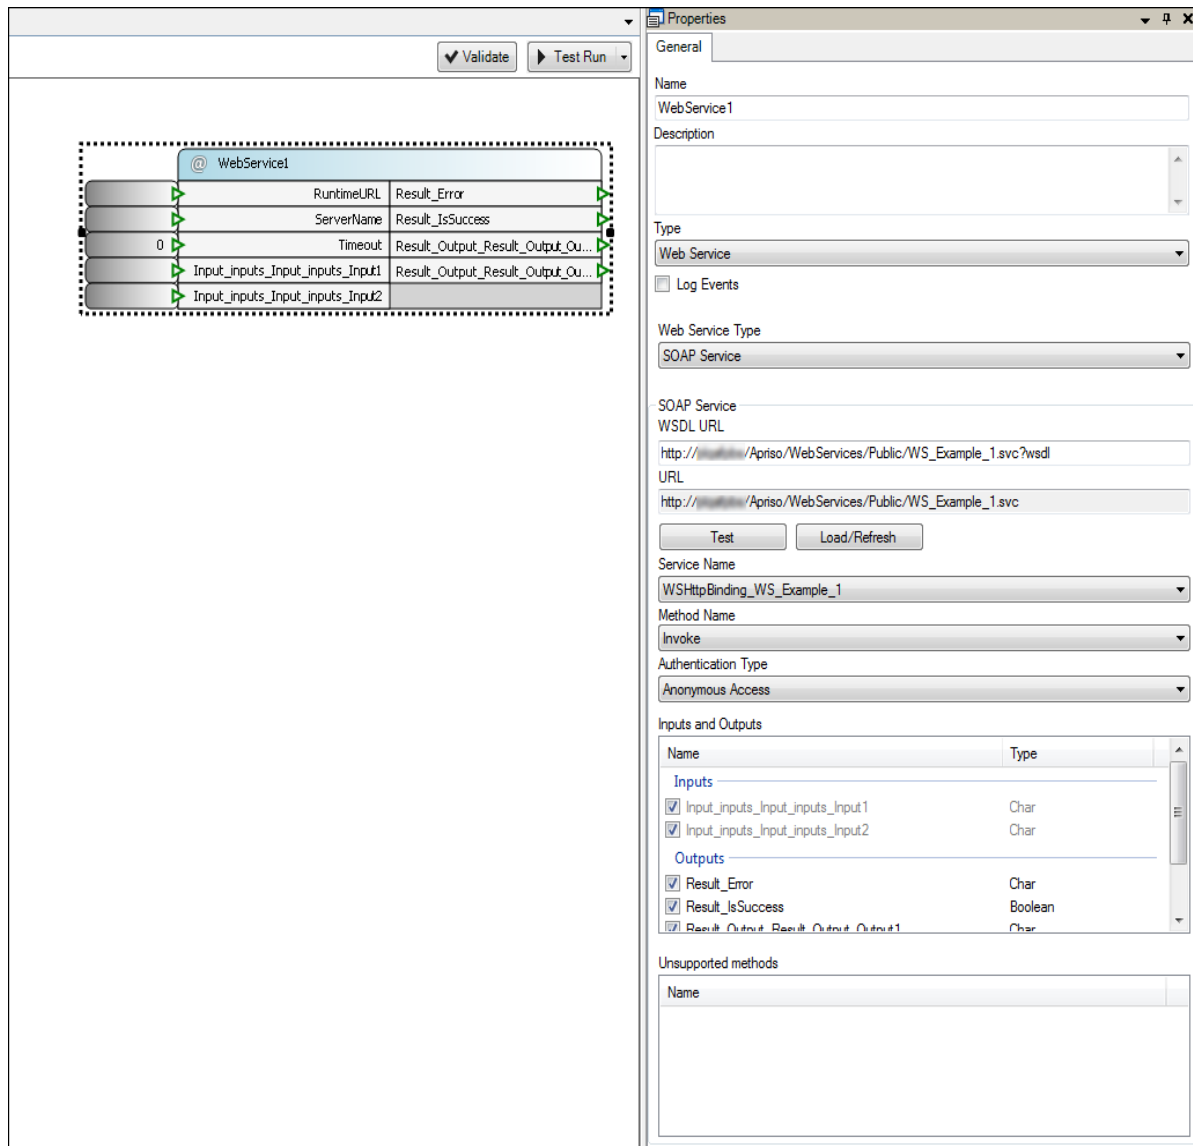 Validate
Test Run
@ WebService1
RuntimeURL Result_Error
ServerName Result_IsSuccess
0 Timeout Result_Output_Result_Output_Ou...
Input_inputs_Input_inputs_Input1 Result_Output_Result_Output_Ou...
Input_inputs_Input_inputs_Input2
Properties
General
Name
WebService1
Description
Type
Web Service
Log Events
Web Service Type
SOAP Service
SOAP Service
WSDL URL
http:// /Apriso/WebServices/Public/WS_Example_1.svc?wsdl
URL
http:// /Apriso/WebServices/Public/WS_Example_1.svc
Test Load/Refresh
Service Name
WSHttpBinding_WS_Example_1
Method Name
Invoke
Authentication Type
Anonymous Access
Inputs and Outputs
Name Type
Inputs
Input_inputs_Input_inputs_Input1 Char
Input_inputs_Input_inputs_Input2 Char
Outputs
Result_Error Char
Result_IsSuccess Boolean
Result_Output_Result_Output_Output1 Char
Unsupported methods
Name